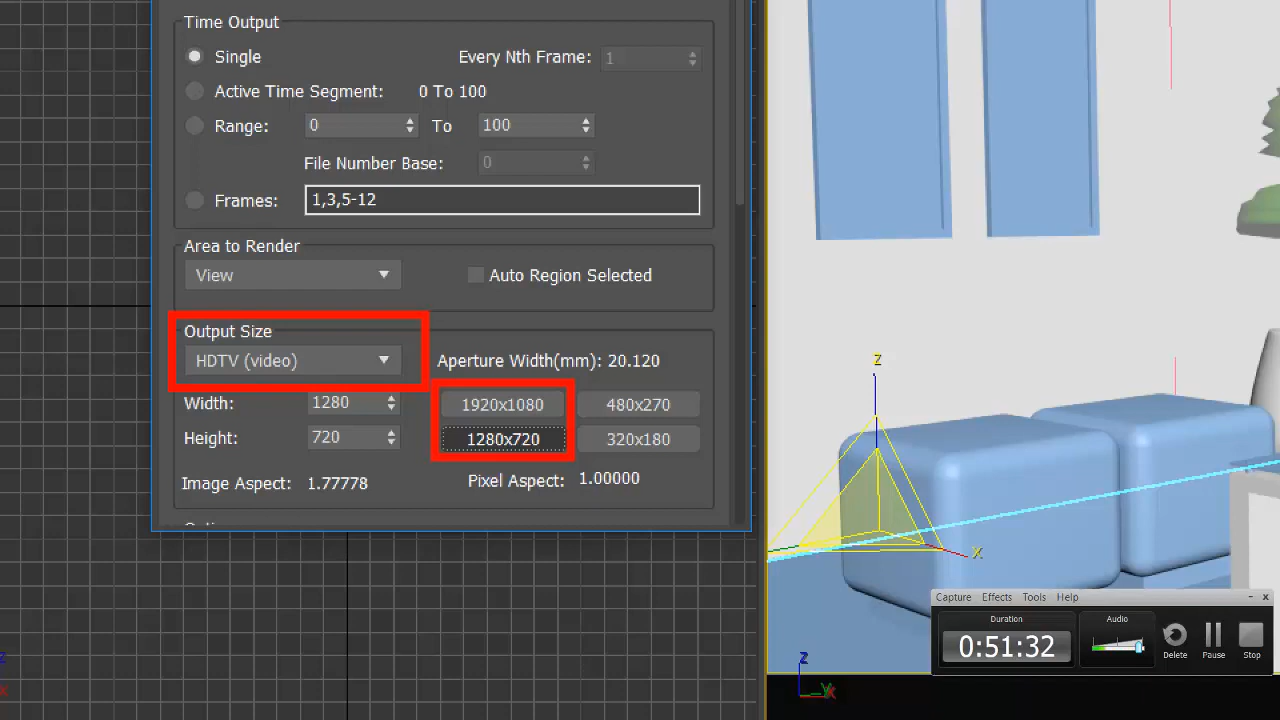 Time Output
Single
Every Nth Frame: 1
Active Time Segment: 0 To 100
Range: 0 To 100
File Number Base: 0
Frames: 1,3,5-12
Area to Render
View
Auto Region Selected
Output Size
HDTV (video)
Aperture Width(mm): 20.120
Width: 1280
1920x1080
480x270
Height: 720
1280x720
320x180
Image Aspect: 1.77778
Pixel Aspect: 1.00000
Z
X
Z
X
Z
Y
X
Capture Effects Tools Help
Duration
0:51:32
Audio
Delete
Pause
Stop